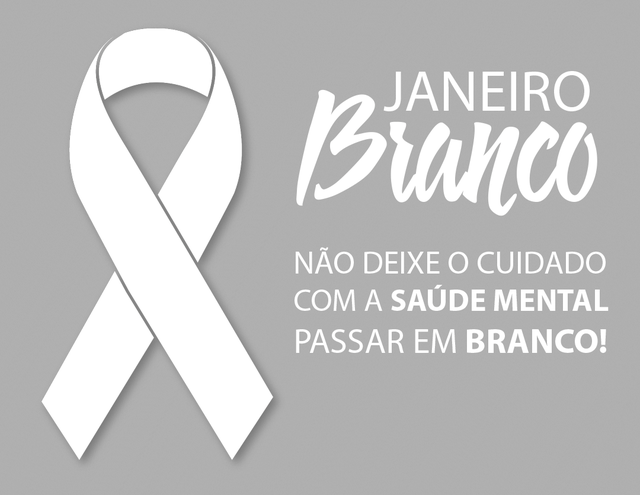 JANEIRO
Branco
NÃO DEIXE O CUIDADO
COM A SAÚDE MENTAL
PASSAR EM BRANCO!